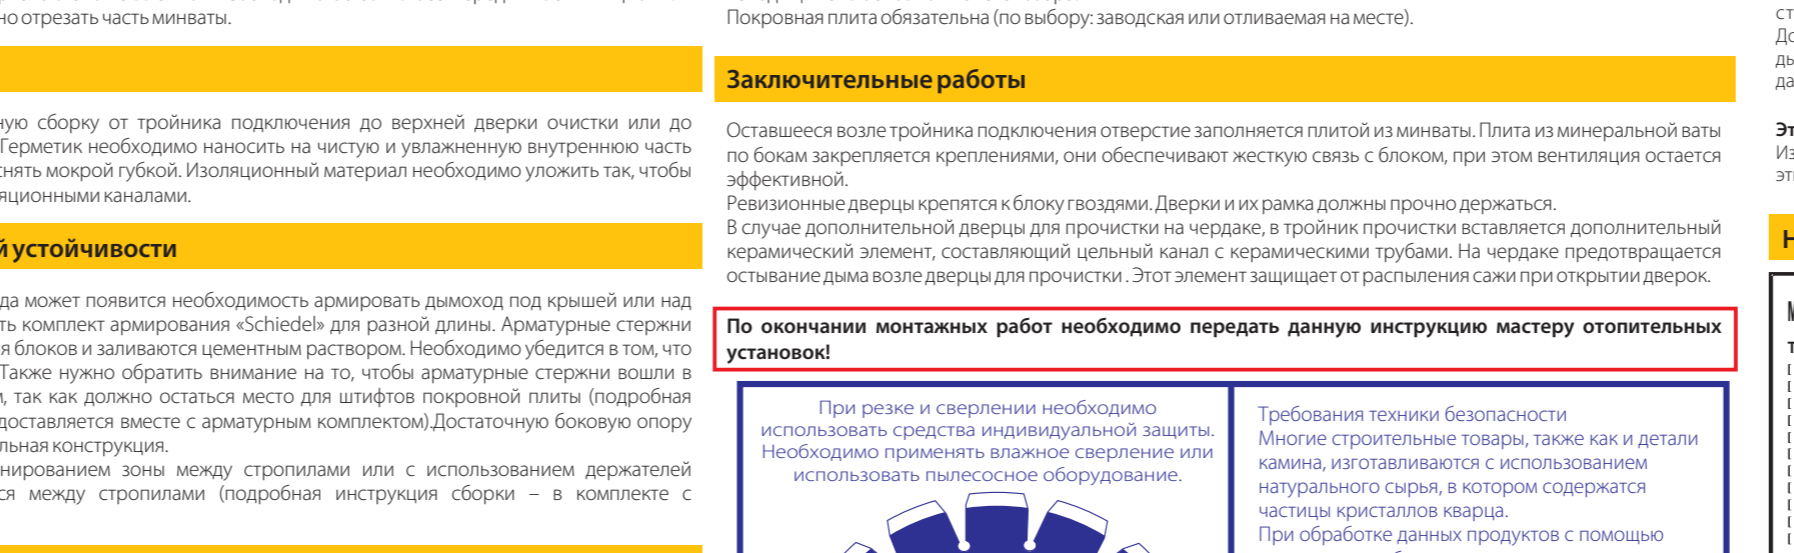 но отрезать часть минваты.
ную сборку от тройника подключения до верхней дверки очистки или до
Герметик необходимо наносить на чистую и увлажненную внутреннюю часть
снять мокрой губкой. Изоляционный материал необходимо уложить так, чтобы
яционными каналами.
й устойчивости
да может появится необходимость армировать дымоход под крышей или над
ть комплект армирования «Schiedel» для разной длины. Арматурные стержни
я блоков и заливаются цементным раствором. Необходимо убедится в том, что
Также нужно обратить внимание на то, чтобы арматурные стержни вошли в
, так как должно остаться место для штифтов покровной плиты (подробная
доставляется вместе с арматурным комплектом).Достаточную боковую опору
льная конструкция.
нированием зоны между стропилами или с использованием держателей
ся между стропилами (подробная инструкция сборки – в комплекте с
Покровная плита обязательна (по выбору: заводская или отливаемая на месте).
Заключительные работы
Оставшееся возле тройника подключения отверстие заполняется плитой из минваты. Плита из минеральной ваты
по бокам закрепляется креплениями, они обеспечивают жесткую связь с блоком, при этом вентиляция остается
эффективной.
Ревизионные дверцы крепятся к блоку гвоздями. Дверки и их рамка должны прочно держаться.
В случае дополнительной дверцы для прочистки на чердаке, в тройник прочистки вставляется дополнительный
керамический элемент, составляющий цельный канал с керамическими трубами. На чердаке предотвращается
остывание дыма возле дверцы для прочистки . Этот элемент защищает от распыления сажи при открытии дверок.
По окончании монтажных работ необходимо передать данную инструкцию мастеру отопительных
установок!
При резке и сверлении необходимо
использовать средства индивидуальной защиты.
Необходимо применять влажное сверление или
использовать пылесосное оборудование.
Требования техники безопасности
Многие строительные товары, также как и детали
камина, изготавливаются с использованием
натурального сырья, в котором содержатся
частицы кристаллов кварца.
При обработке данных продуктов с помощью
ст
До
ды
да
Эт
Из
эти